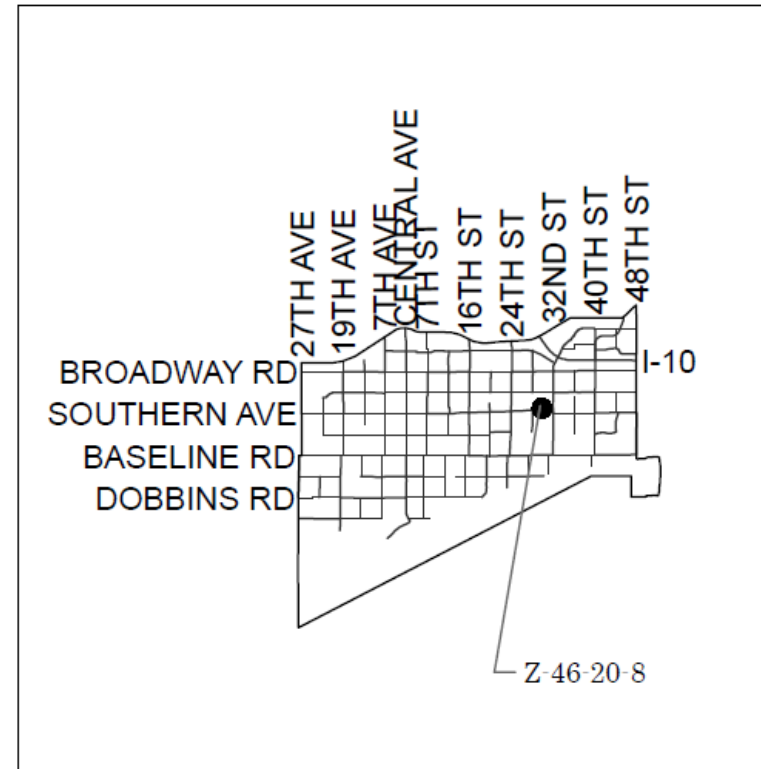 27TH AVE
19TH AVE
7TH AVE
CENTRAL AVE
7TH ST
16TH ST
24TH ST
32ND ST
40TH ST
48TH ST
BROADWAY RD
I-10
SOUTHERN AVE
BASELINE RD
DOBBINS RD
Z-46-20-8